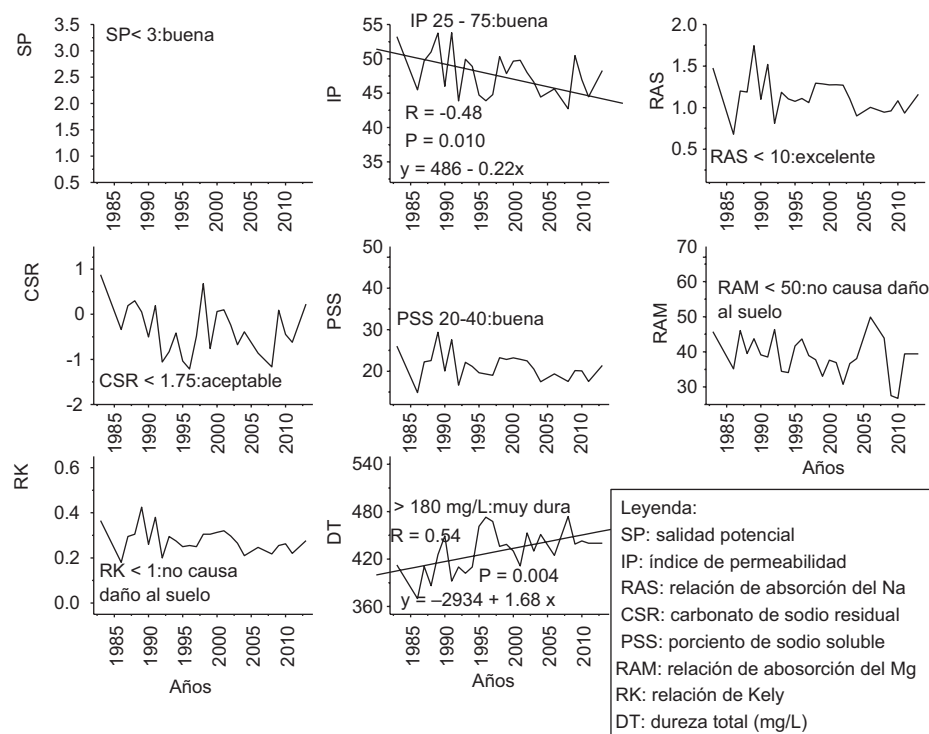 SP
3.5
3.0
2.5
2.0
1.5
1.0
0.5
SP< 3:buena
1985
1990
1995
2000
2005
2010
IP
55
50
45
40
35
IP 25 - 75:buena
R = -0.48
P = 0.010
y = 486 - 0.22x
1985
1990
1995
2000
2005
2010
RAS
2.0
1.5
1.0
0.5
RAS < 10:excelente
1985
1990
1995
2000
2005
2010
CSR
1
0
-1
-2
CSR < 1.75:aceptable
1985
1990
1995
2000
2005
2010
PSS
50
40
30
20
PSS 20-40:buena
1985
1990
1995
2000
2005
2010
RAM
70
60
50
40
30
RAM < 50:no causa daño
al suelo
1985
1990
1995
2000
2005
2010
Años
RK
0.6
0.4
0.2
0.0
RK < 1:no causa
daño al suelo
1985
1990
1995
2000
2005
2010
Años
DT
540
480
420
360
> 180 mg/L:muy dura
R = 0.54
P = 0.004
y = –2934 + 1.68 x
1985
1990
1995
2000
2005
2010
Años
Leyenda:
SP: salidad potencial
IP: índice de permeabilidad
RAS: relación de absorción del Na
CSR: carbonato de sodio residual
PSS: porciento de sodio soluble
RAM: relación de abosorción del Mg
RK: relación de Kely
DT: dureza total (mg/L)